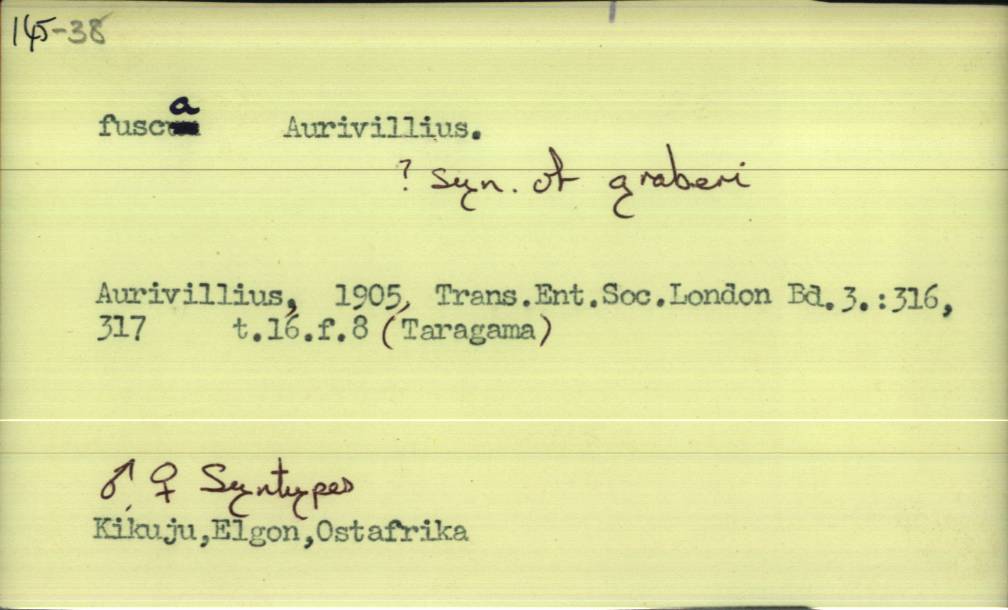 145-38
fusca Aurivillius.
? syn. of graberi
Aurivillius, 1905, Trans.Ent.Soc.London Bd.3.:316,
317 t.16.f.8 (Taragama)
♂ ♀ Syntypes
Kikuju,Elgon,Ostafrika